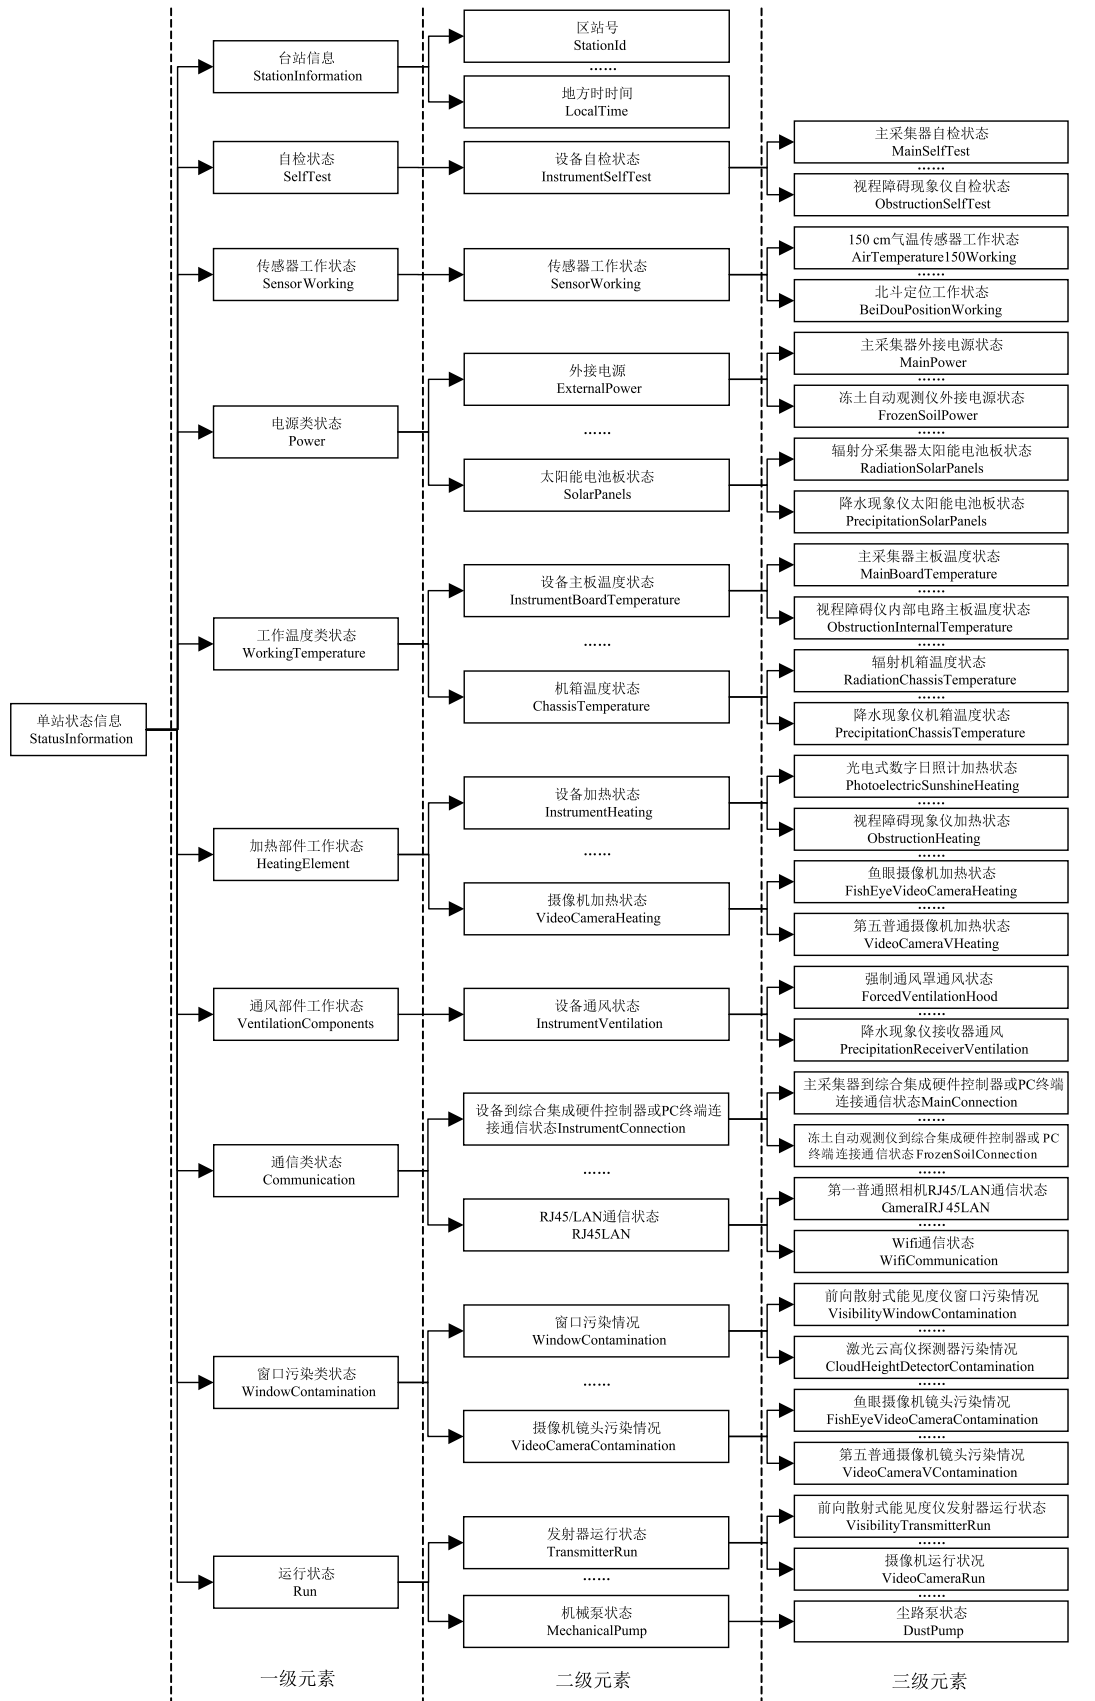 单站状态信息
StatusInformation
台站信息
StationInformation
区站号
StationId
……
地方时时间
LocalTime
自检状态
SelfTest
设备自检状态
InstrumentSelfTest
主采集器自检状态
MainSelfTest
……
视程障碍现象仪自检状态
ObstructionSelfTest
传感器工作状态
SensorWorking
传感器工作状态
SensorWorking
150 cm气温传感器工作状态
AirTemperature150Working
……
北斗定位工作状态
BeiDouPositionWorking
电源类状态
Power
外接电源
ExternalPower
主采集器外接电源状态
MainPower
……
冻土自动观测仪外接电源状态
FrozenSoilPower
……
……
太阳能电池板状态
SolarPanels
辐射分采集器太阳能电池板状态
RadiationSolarPanels
……
降水现象仪太阳能电池板状态
PrecipitationSolarPanels
工作温度类状态
WorkingTemperature
设备主板温度状态
InstrumentBoardTemperature
主采集器主板温度状态
MainBoardTemperature
……
视程障碍仪内部电路主板温度状态
ObstructionInternalTemperature
……
……
机箱温度状态
ChassisTemperature
辐射机箱温度状态
RadiationChassisTemperature
……
降水现象仪机箱温度状态
PrecipitationChassisTemperature
加热部件工作状态
HeatingElement
设备加热状态
InstrumentHeating
光电式数字日照计加热状态
PhotoelectricSunshineHeating
……
视程障碍现象仪加热状态
ObstructionHeating
……
……
摄像机加热状态
VideoCameraHeating
鱼眼摄像机加热状态
FishEyeVideoCameraHeating
……
第五普通摄像机加热状态
VideoCameraVHeating
通风部件工作状态
VentilationComponents
设备通风状态
InstrumentVentilation
强制通风罩通风状态
ForcedVentilationHood
……
降水现象仪接收器通风
PrecipitationReceiverVentilation
通信类状态
Communication
设备到综合集成硬件控制器或PC终端连
接通信状态InstrumentConnection
主采集器到综合集成硬件控制器或PC终端
连接通信状态MainConnection
……
冻土自动观测仪到综合集成硬件控制器或 PC
终端连接通信状态 FrozenSoilConnection
……
……
RJ45/LAN通信状态
RJ45LAN
第一普通照相机RJ45/LAN通信状态
CameraIRJ45LAN
……
Wifi通信状态
WifiCommunication
窗口污染类状态
WindowContamination
窗口污染情况
WindowContamination
前向散射式能见度仪窗口污染情况
VisibilityWindowContamination
……
激光云高仪探测器污染情况
CloudHeightDetectorContamination
……
……
摄像机镜头污染情况
VideoCameraContamination
鱼眼摄像机镜头污染情况
FishEyeVideoCameraContamination
……
第五普通摄像机镜头污染情况
VideoCameraVContamination
运行状态
Run
发射器运行状态
TransmitterRun
前向散射式能见度仪发射器运行状态
VisibilityTransmitterRun
……
摄像机运行状况
VideoCameraRun
……
……
机械泵状态
MechanicalPump
尘路泵状态
DustPump
一级元素
二级元素
三级元素